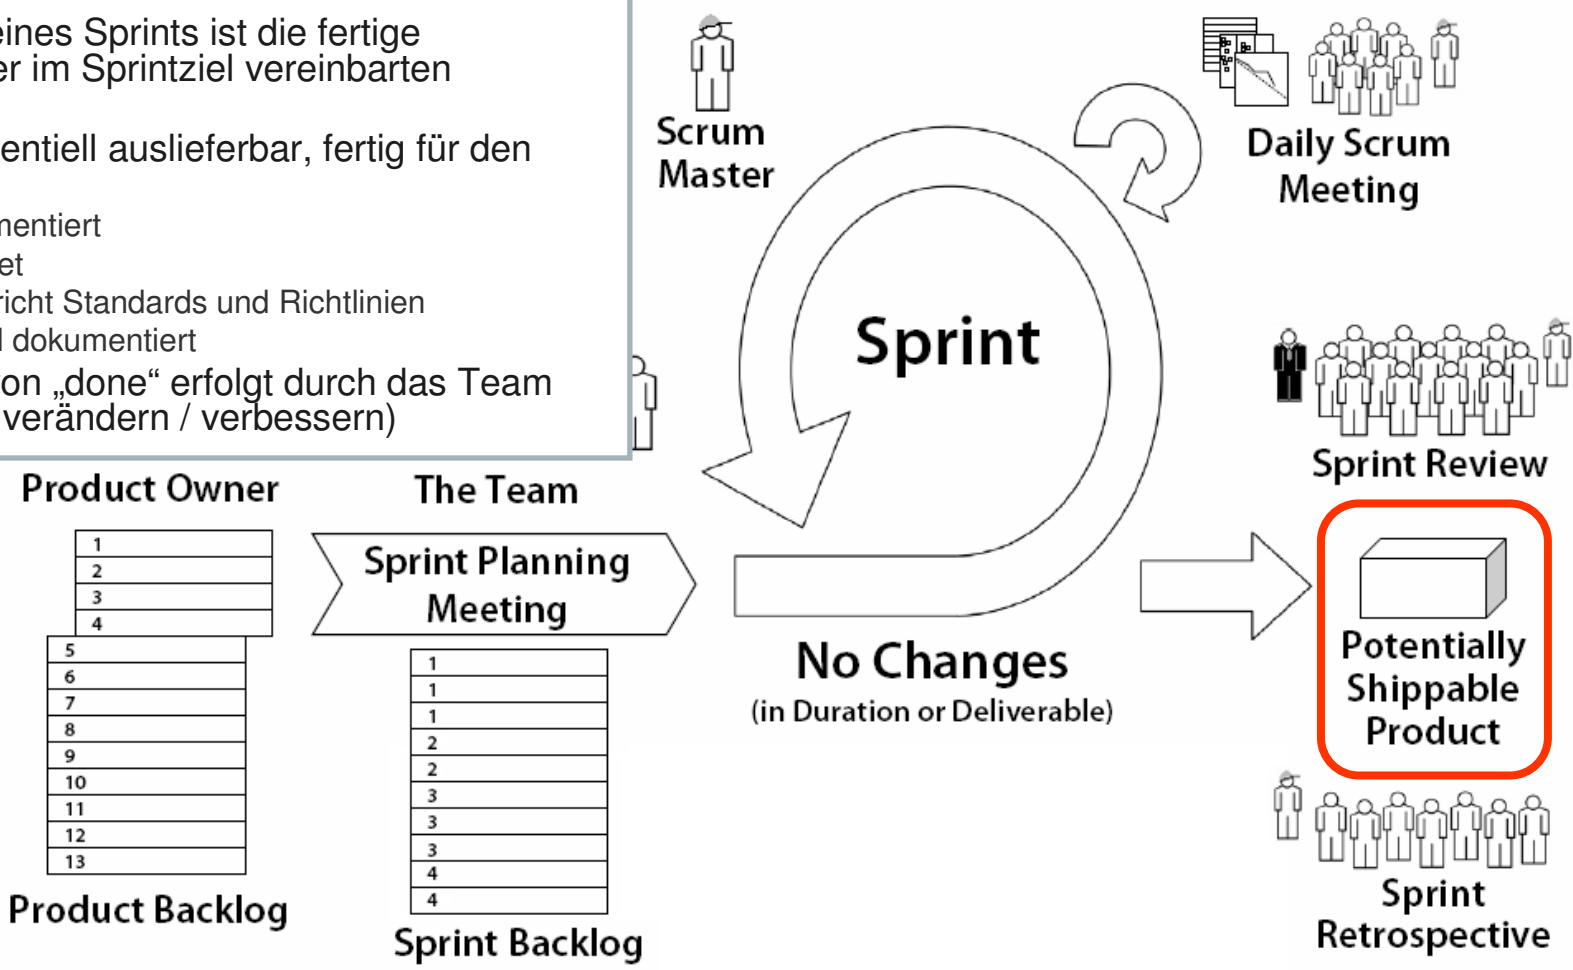 eines Sprints ist die fertige
er im Sprintziel vereinbarten
entiell auslieferbar, fertig für den
mentiert
et
richt Standards und Richtlinien
dokumentiert
on „done“ erfolgt durch das Team
verändern / verbessern)
Scrum
Master
Daily Scrum
Meeting
Sprint
Sprint Review
Product Owner
The Team
1
2
3
4
5
6
7
8
9
10
11
12
13
Product Backlog
Sprint Planning
Meeting
1
1
1
2
2
3
3
3
4
4
Sprint Backlog
No Changes
(in Duration or Deliverable)
Potentially
Shippable
Product
Sprint
Retrospective